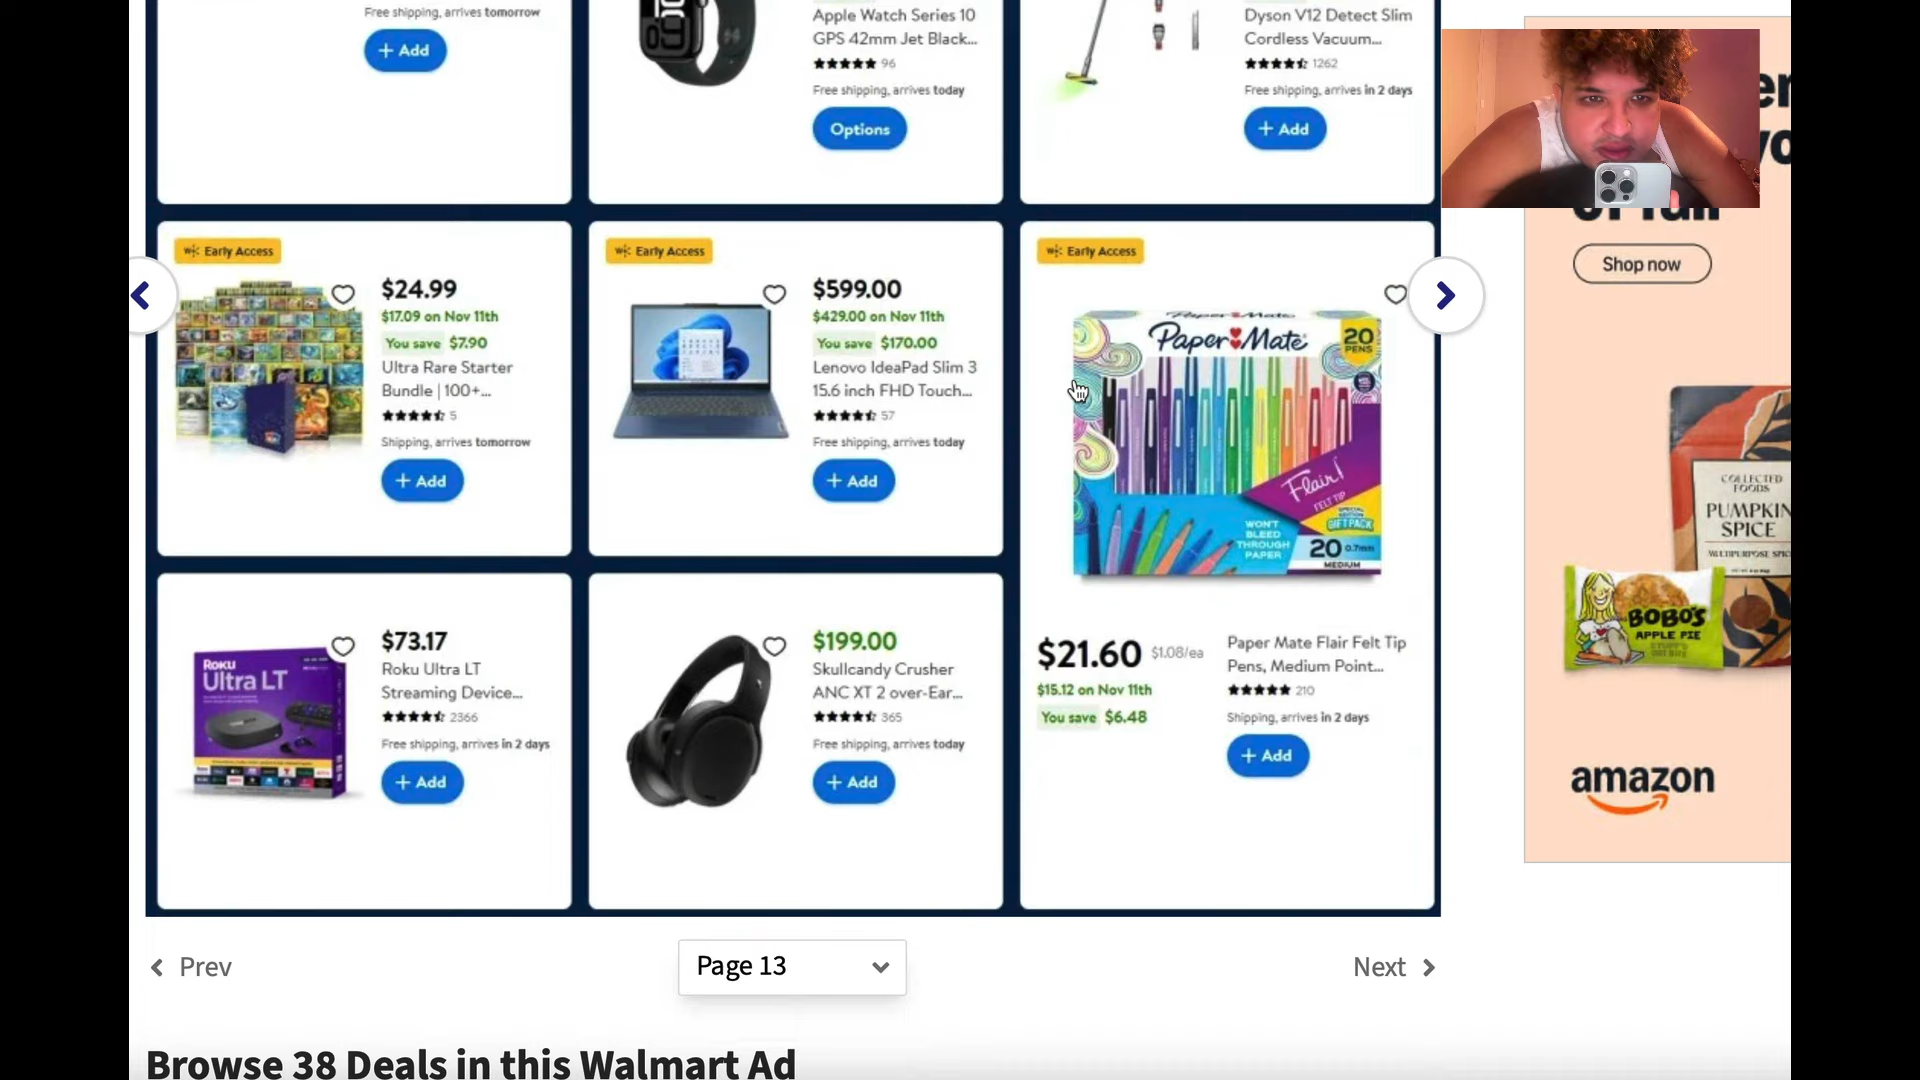 Free shipping, arrives tomorrow
+ Add
Apple Watch Series 10
GPS 42mm Jet Black...
96
Free shipping, arrives today
Options
Dyson V12 Detect Slim
Cordless Vacuum...
1262
Free shipping, arrives in 2 days
+ Add
Early Access
$24.99
$17.09 on Nov 11th
You save $7.90
Ultra Rare Starter
Bundle | 100+...
5
Shipping, arrives tomorrow
+ Add
Early Access
$599.00
$429.00 on Nov 11th
You save $170.00
Lenovo IdeaPad Slim 3
15.6 inch FHD Touch...
57
Free shipping, arrives today
+ Add
Early Access
Paper Mate
20
PENS
Flair!
FELT TIP
WON'T
BLEED
THROUGH
PAPER
GIFT PACK
20 0.7mm
MEDIUM
$21.60 $1.08/ea
$15.12 on Nov 11th
You save $6.48
Paper Mate Flair Felt Tip
Pens, Medium Point...
210
Shipping, arrives in 2 days
+ Add
Roku
Ultra LT
$73.17
Roku Ultra LT
Streaming Device...
2366
Free shipping, arrives in 2 days
+ Add
$199.00
Skullcandy Crusher
ANC XT 2 over-Ear...
365
Free shipping, arrives today
+ Add
Shop now
COLLECTED
FOODS
PUMPKIN
SPICE
BOBO'S
APPLE PIE
amazon
Prev
Page 13
Next
Browse 38 Deals in this Walmart Ad